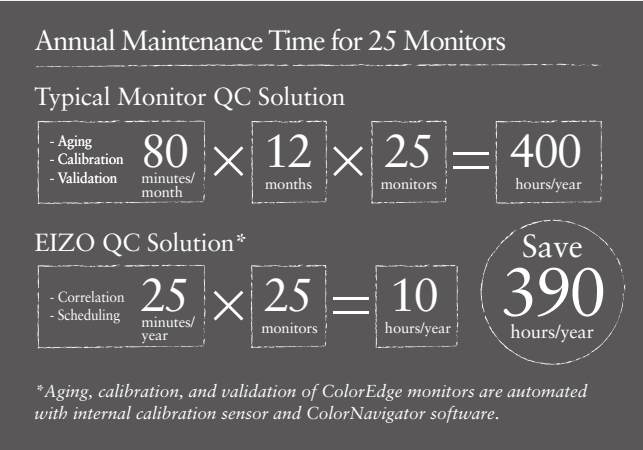 Annual Maintenance Time for 25 Monitors
Typical Monitor QC Solution
- Aging
- Calibration
- Validation
80
minutes/
month
×
12
months
×
25
monitors
=
400
hours/year
EIZO QC Solution*
- Correlation
- Scheduling
25
minutes/
year
×
25
monitors
=
10
hours/year
Save
390
hours/year
*Aging, calibration, and validation of ColorEdge monitors are automated
with internal calibration sensor and ColorNavigator software.